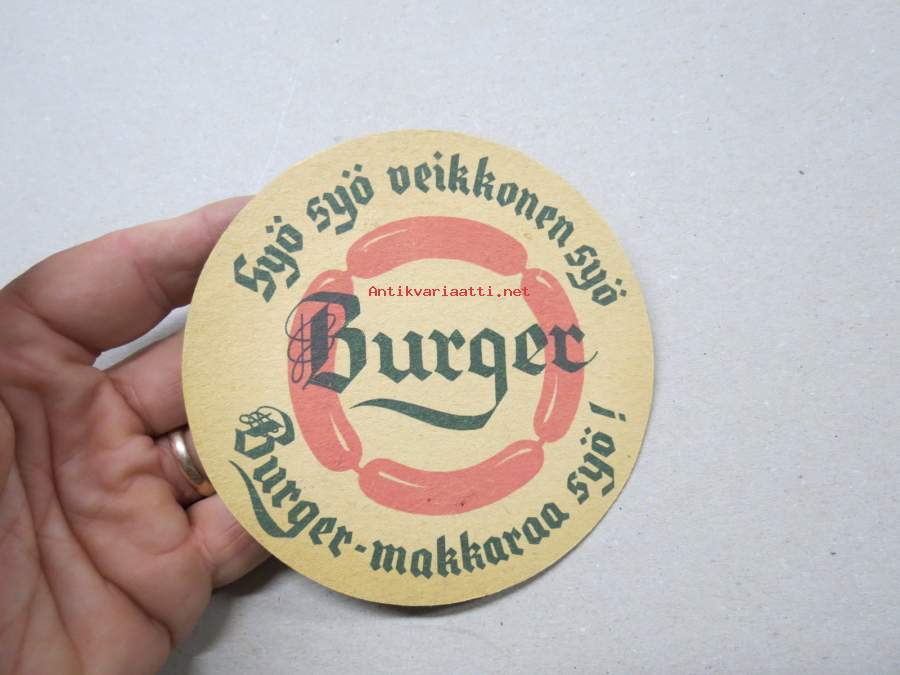 Syö syö veikkonen syö
Antikvariaatti.net
Burger
Burger-makkaraa syö!